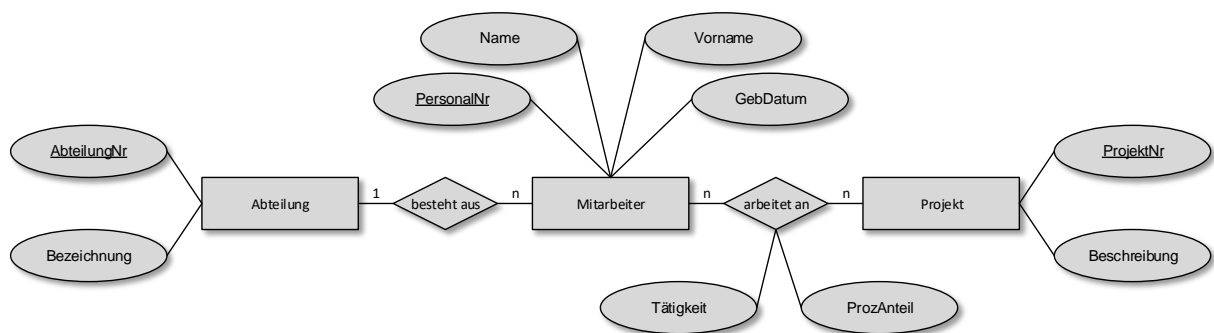 Name
Vorname
PersonalNr
GebDatum
AbteilungNr
ProjektNr
Abteilung
1
besteht aus
n
Mitarbeiter
n
arbeitet an
n
Projekt
Bezeichnung
Beschreibung
Tätigkeit
ProzAnteil